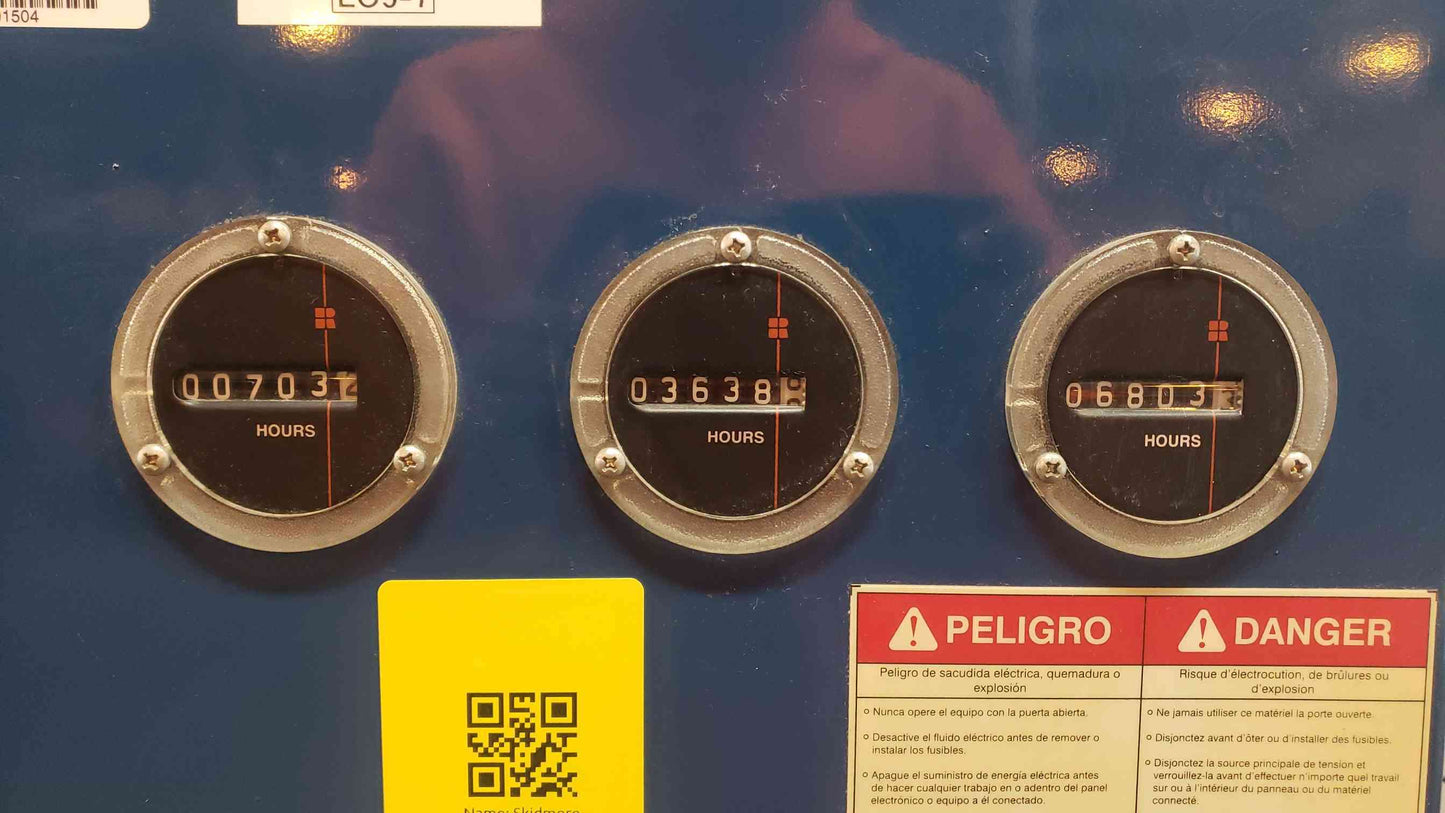 01504
EG5-7
00703
HOURS
03638
HOURS
06803
HOURS
PELIGRO
Peligro de sacudida eléctrica, quemadura o
explosión
Nunca opere el equipo con la puerta abierta.
Desactive el fluido eléctrico antes de remover o
instalar los fusibles.
Apague el suministro de energía eléctrica antes
de hacer cualquier trabajo en o adentro del panel
electrónico o equipo a él conectado.
DANGER
Risque d'électrocution, de brûlures ou
d'explosion
Ne jamais utiliser ce matériel la porte ouverte
Disjonctez avant d'ôter ou d'installer des fusibles.
Disjonctez la source principale de tension et
verrouillez-la avant d'effectuer n'importe quel travail
sur ou à l'intérieur du panneau ou du matériel
connecté.
Name: Skidmore